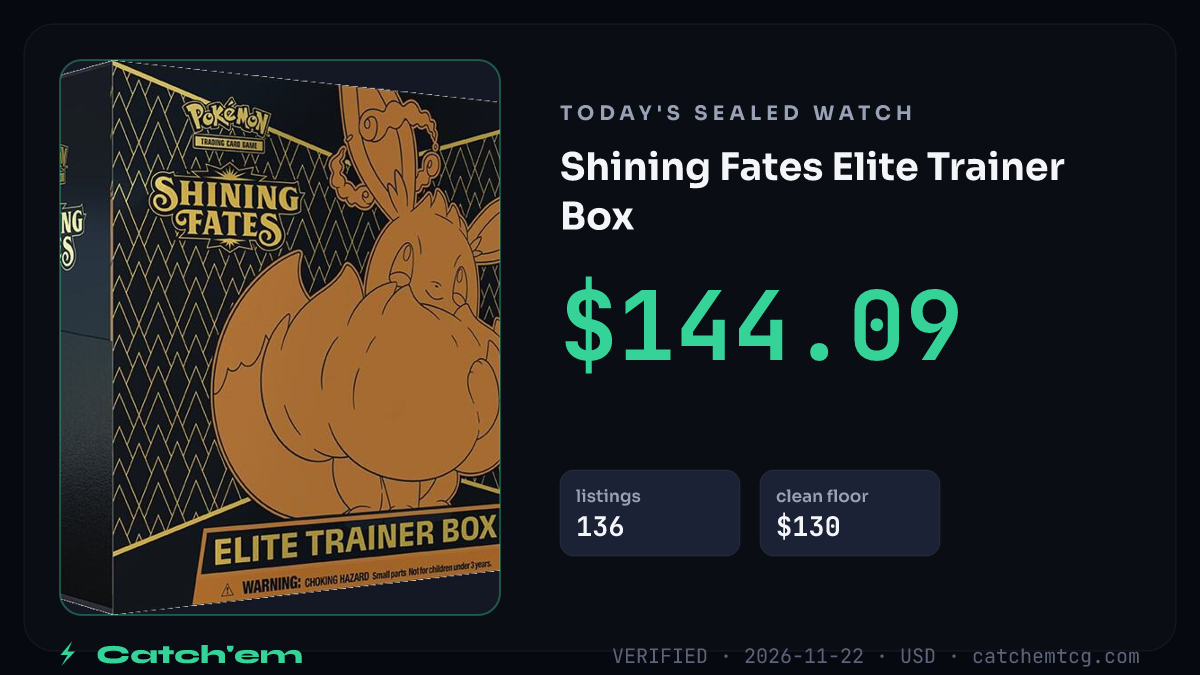 Pokémon
TRADING CARD GAME
SHINING
FATES
NG
S
ELITE TRAINER BOX
WARNING: CHOKING HAZARD Small parts Not for children under 3 years.
TODAY'S SEALED WATCH
Shining Fates Elite Trainer
Box
$144.09
listings
136
clean floor
$130
Catch'em
VERIFIED · 2026-11-22 · USD · catchemtcg.com